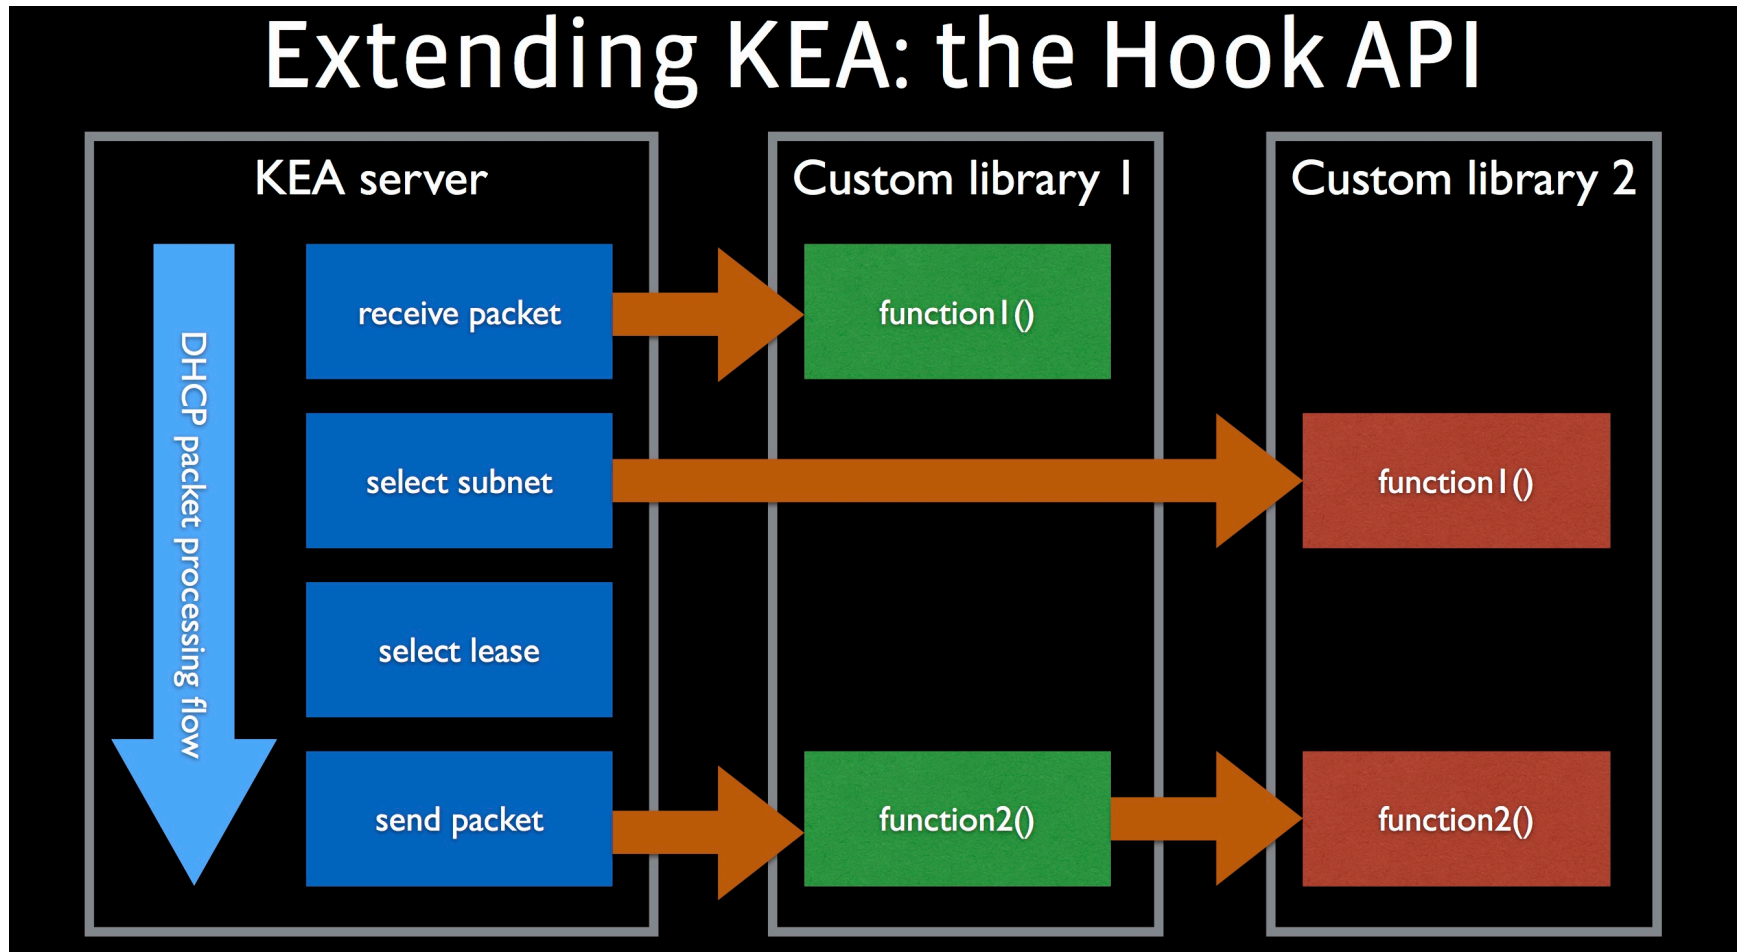 Extending KEA: the Hook API
KEA server
Custom library 1
Custom library 2
DHCP packet processing flow
receive packet
function1()
select subnet
function1()
select lease
send packet
function2()
function2()